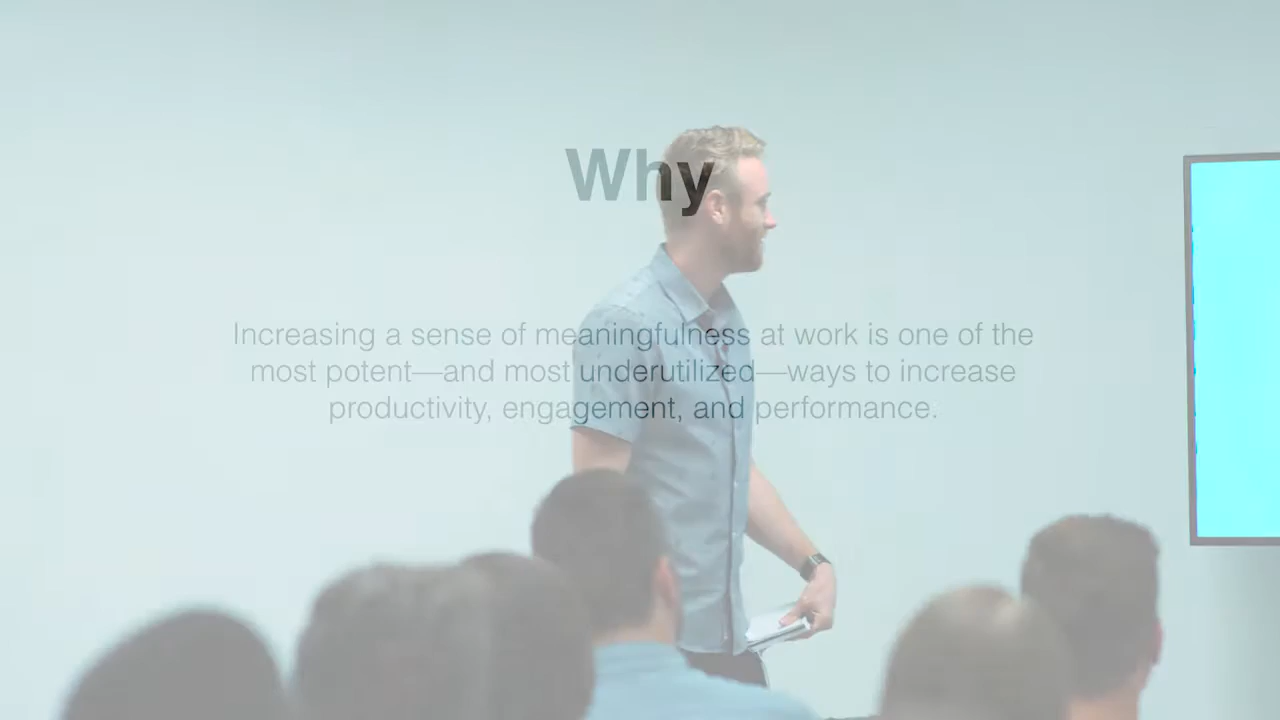 Why
Increasing a sense of meaningfulness at work is one of the
most potent—and most underutilized—ways to increase
productivity, engagement, and performance.